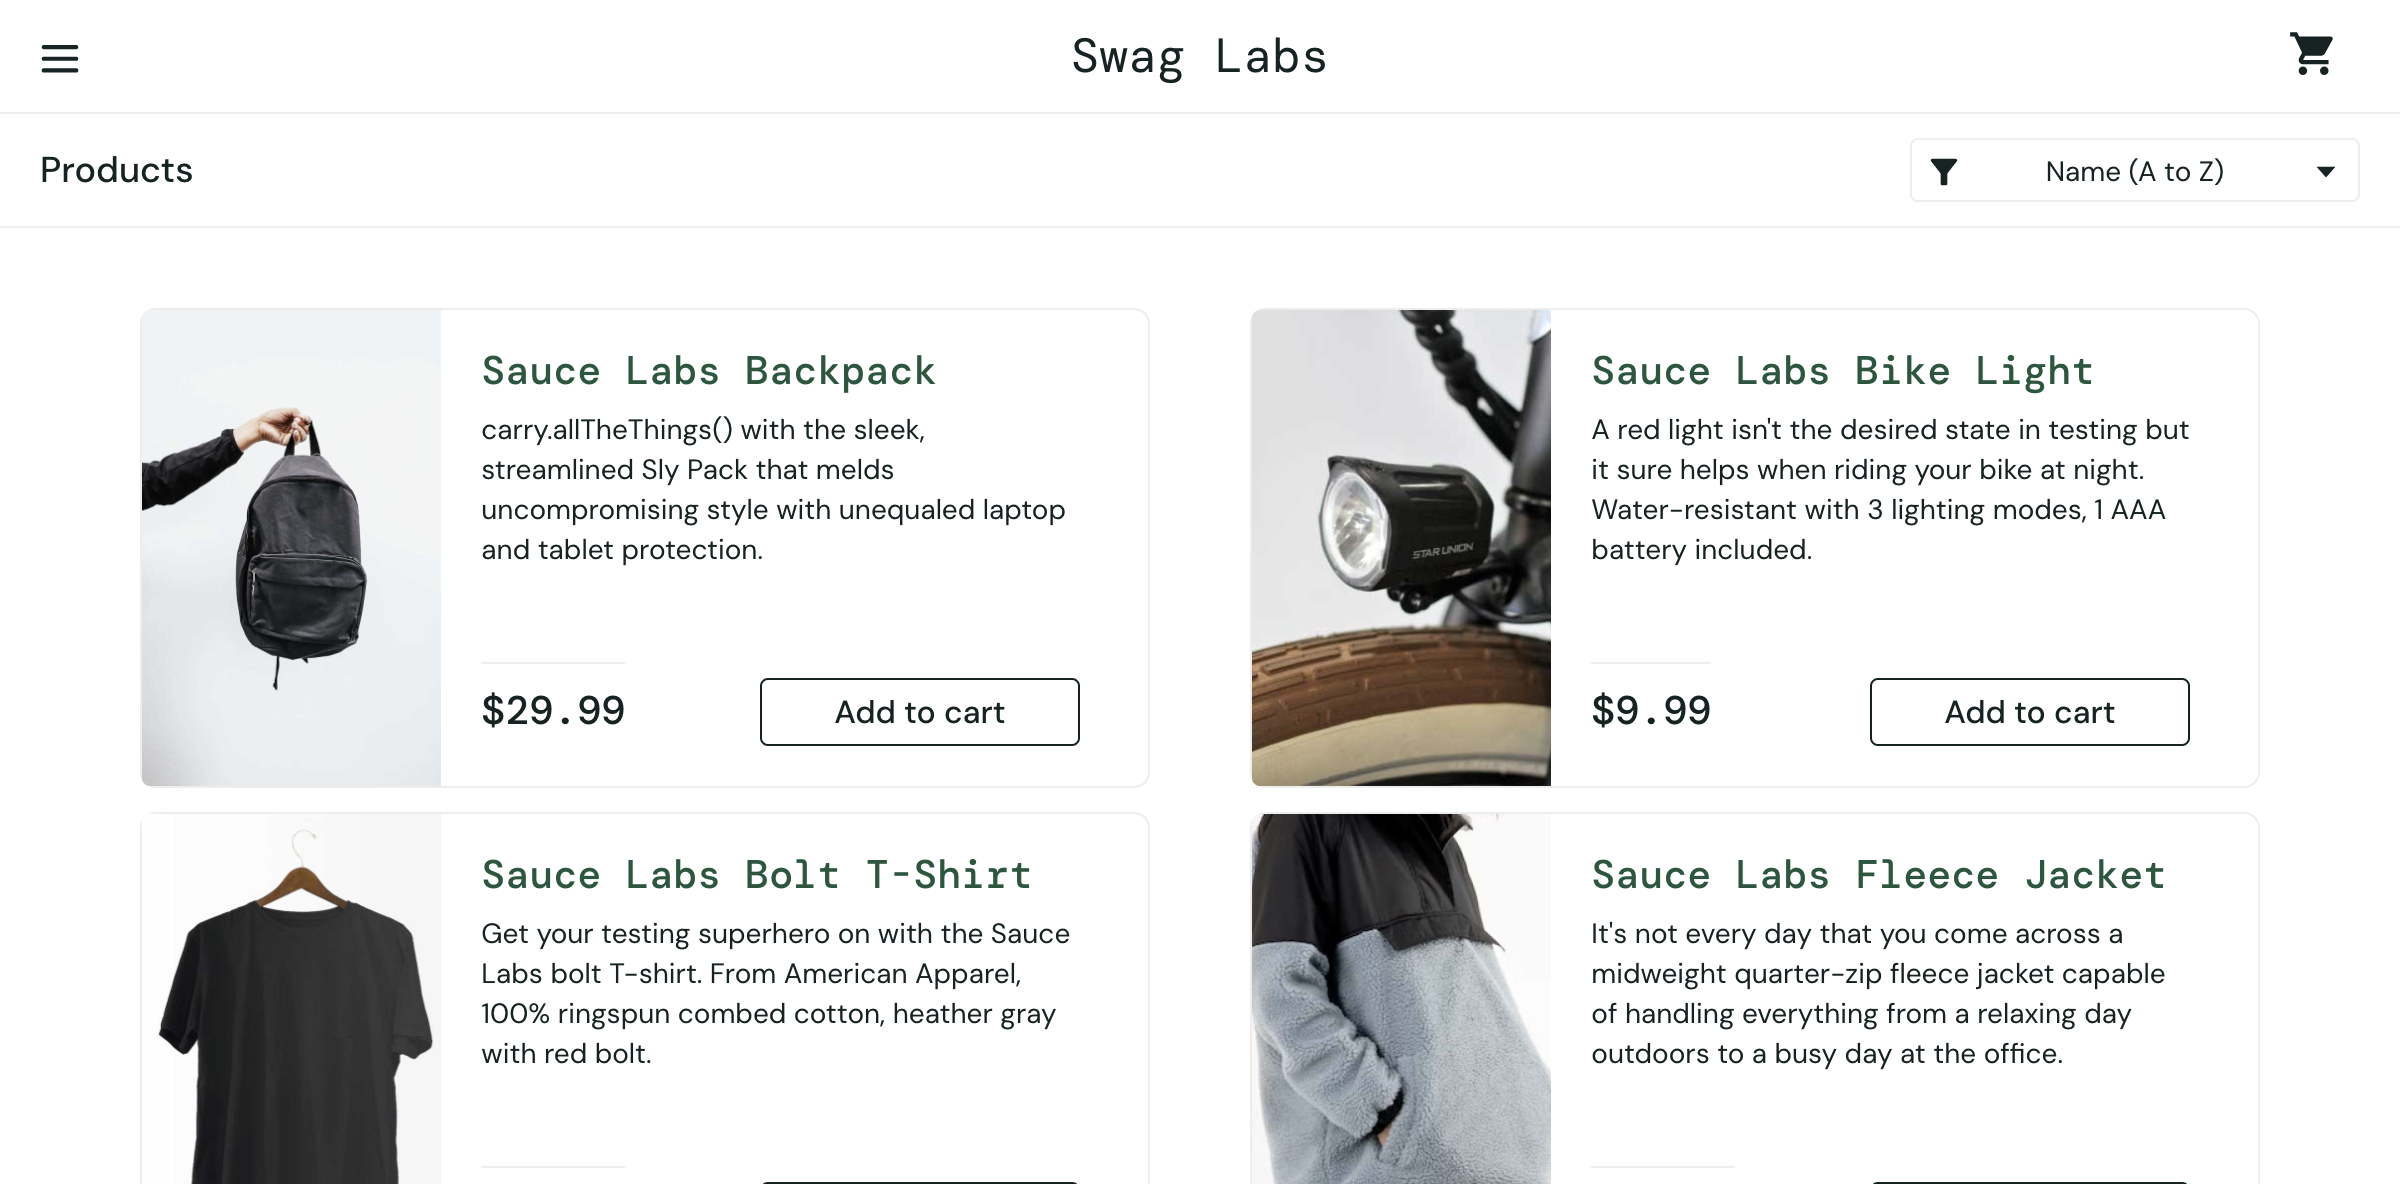 Swag Labs
Products
Name (A to Z)
Sauce Labs Backpack
carry.allTheThings() with the sleek,
streamlined Sly Pack that melds
uncompromising style with unequaled laptop
and tablet protection.
$29.99
Add to cart
Sauce Labs Bike Light
A red light isn't the desired state in testing but
it sure helps when riding your bike at night.
Water-resistant with 3 lighting modes, 1 AAA
battery included.
STAR UNION
$9.99
Add to cart
Sauce Labs Bolt T-Shirt
Get your testing superhero on with the Sauce
Labs bolt T-shirt. From American Apparel,
100% ringspun combed cotton, heather gray
with red bolt.
Sauce Labs Fleece Jacket
It's not every day that you come across a
midweight quarter-zip fleece jacket capable
of handling everything from a relaxing day
outdoors to a busy day at the office.